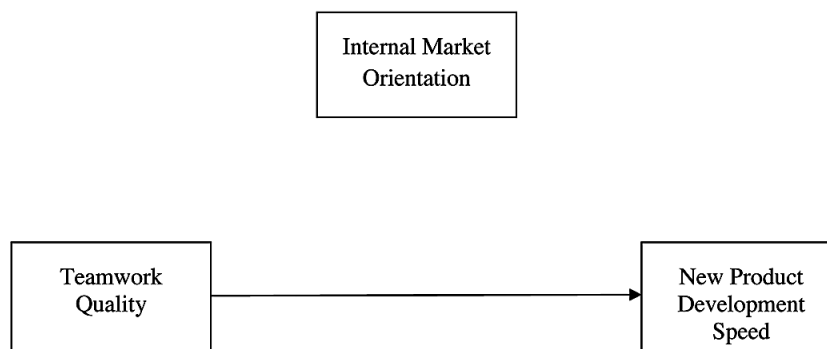 Internal Market
Orientation
Teamwork
Quality
New Product
Development
Speed